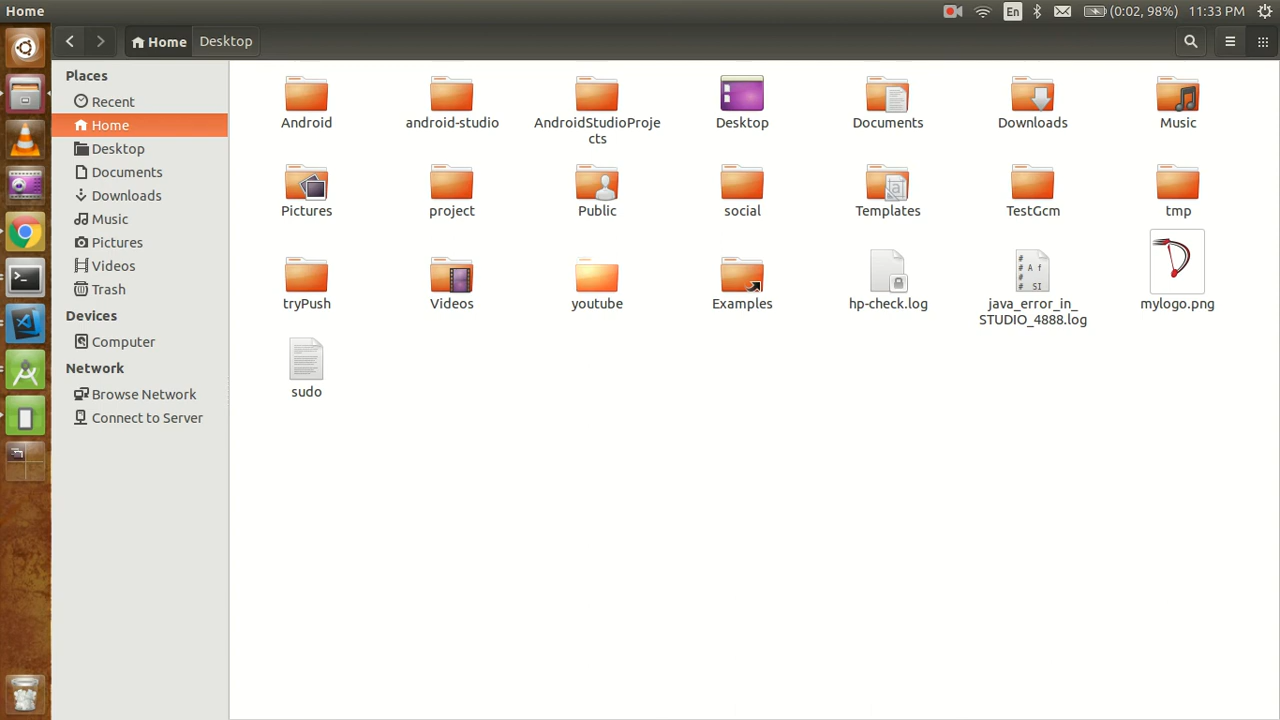 Home
En
(0:02, 98%)
11:33 PM
Home
Desktop
Places
Recent
Home
Desktop
Documents
Downloads
Music
Pictures
Videos
Trash
Devices
Computer
Network
Browse Network
Connect to Server
Android
android-studio
AndroidStudioProje
cts
Desktop
Documents
Downloads
Music
Pictures
project
Public
social
Templates
TestGcm
tmp
tryPush
Videos
youtube
Examples
hp-check.log
# A f
# SI
java_error_in_
STUDIO_4888.log
mylogo.png
sudo